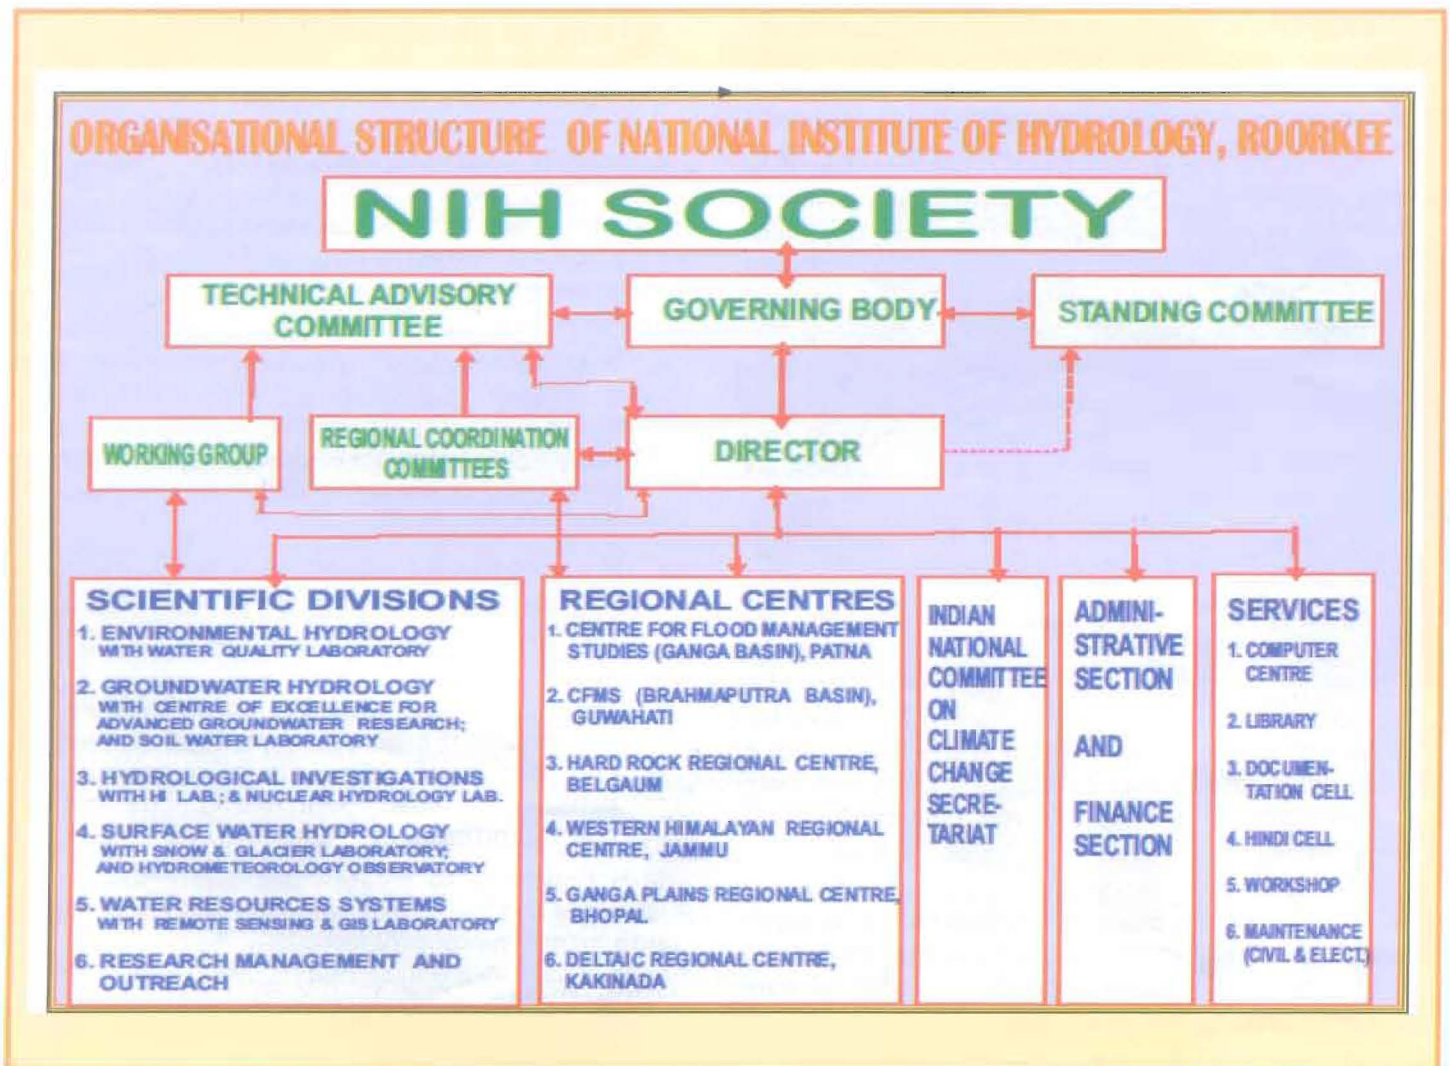 ORGANISATIONAL STRUCTURE OF NATIONAL INSTITUTE OF HYDROLOGY, ROORKEE
NIH SOCIETY
TECHNICAL ADVISORY
COMMITTEE
GOVERNING BODY
STANDING COMMITTEE
WORKING GROUP
REGIONAL COORDINATION
COMMITTEES
DIRECTOR
SCIENTIFIC DIVISIONS
1. ENVIRONMENTAL HYDROLOGY
WITH WATER QUALITY LABORATORY
2. GROUNDWATER HYDROLOGY
WITH CENTRE OF EXCELLENCE FOR
ADVANCED GROUNDWATER RESEARCH;
AND SOIL WATER LABORATORY
3. HYDROLOGICAL INVESTIGATIONS
WITH HI LAB.; & NUCLEAR HYDROLOGY LAB.
4. SURFACE WATER HYDROLOGY
WITH SNOW & GLACIER LABORATORY;
AND HYDROMETEOROLOGY OBSERVATORY
5. WATER RESOURCES SYSTEMS
WITH REMOTE SENSING & GIS LABORATORY
6. RESEARCH MANAGEMENT AND
OUTREACH
REGIONAL CENTRES
1. CENTRE FOR FLOOD MANAGEMENT
STUDIES (GANGA BASIN), PATNA
2. CFMS (BRAHMAPUTRA BASIN),
GUWAHATI
3. HARD ROCK REGIONAL CENTRE,
BELGAUM
4. WESTERN HIMALAYAN REGIONAL
CENTRE, JAMMU
5. GANGA PLAINS REGIONAL CENTRE,
BHOPAL
6. DELTAIC REGIONAL CENTRE,
KAKINADA
INDIAN
NATIONAL
COMMITTEE
ON
CLIMATE
CHANGE
SECRE-
TARIAT
ADMINI-
STRATIVE
SECTION
AND
FINANCE
SECTION
SERVICES
1. COMPUTER
CENTRE
2. LIBRARY
3. DOCUMEN-
TATION CELL
4. HINDI CELL
5. WORKSHOP
6. MAINTENANCE
(CIVIL & ELECT.)